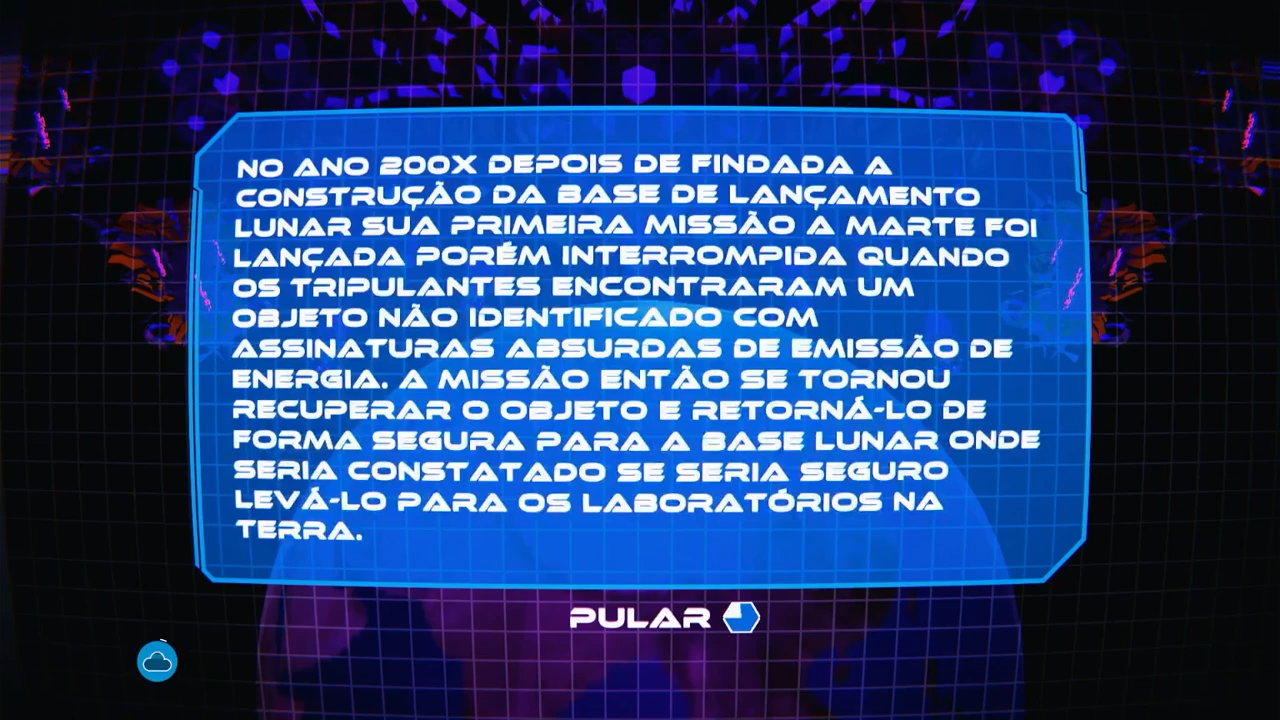 NO ANO 200X DEPOIS DE FINDADA A
CONSTRUÇÃO DA BASE DE LANÇAMENTO
LUNAR SUA PRIMEIRA MISSÃO A MARTE FOI
LANÇADA PORÉM INTERROMPIDA QUANDO
OS TRIPULANTES ENCONTRARAM UM
OBJETO NÃO IDENTIFICADO COM
ASSINATURAS ABSURDAS DE EMISSÃO DE
ENERGIA. A MISSÃO ENTÃO SE TORNOU
RECUPERAR O OBJETO E RETORNÁ-LO DE
FORMA SEGURA PARA A BASE LUNAR ONDE
SERIA CONSTATADO SE SERIA SEGURO
LEVÁ-LO PARA OS LABORATÓRIOS NA
TERRA.
PULAR